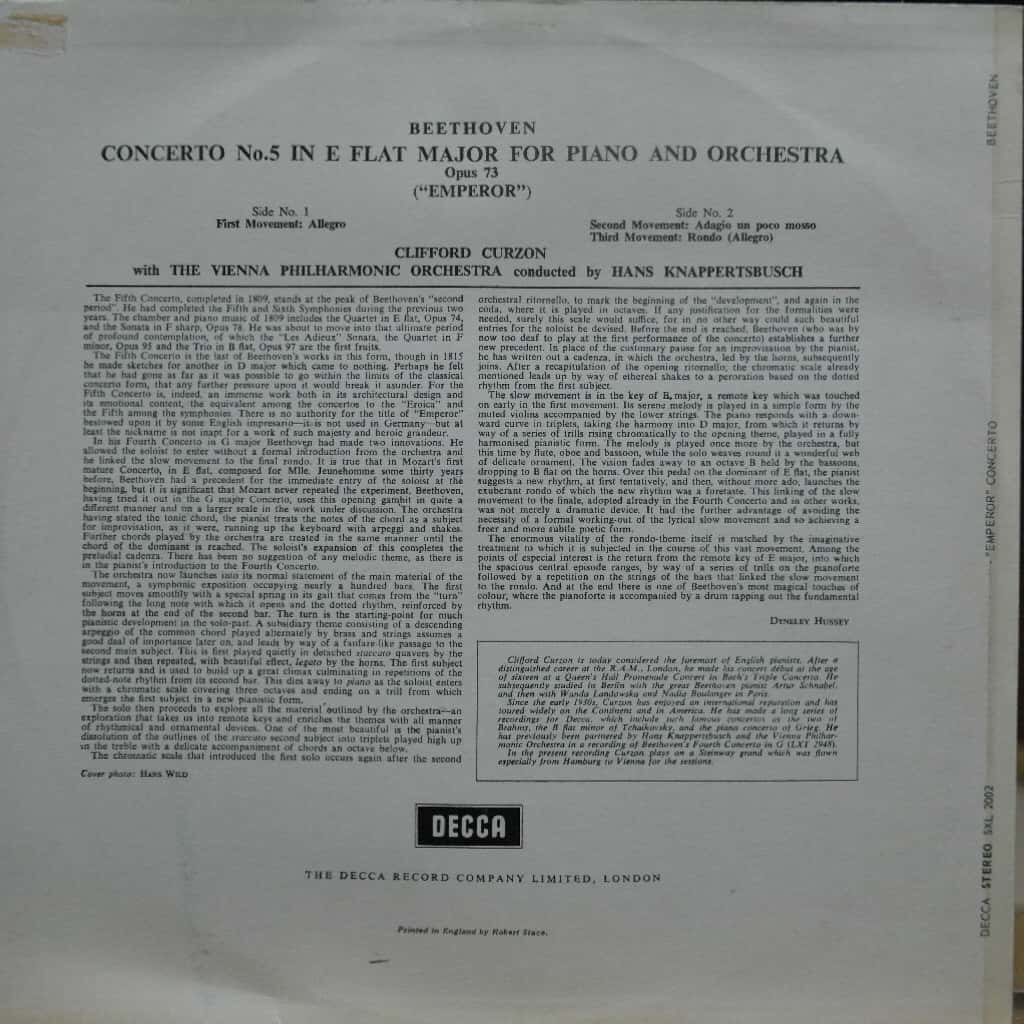 BEETHOVEN
CONCERTO No.5 IN E FLAT MAJOR FOR PIANO AND ORCHESTRA
Opus 73
("EMPEROR")
Side No. 1
First Movement: Allegro
Side No. 2
Second Movement: Adagio un poco mosso
Third Movement: Rondo (Allegro)
CLIFFORD CURZON
with THE VIENNA PHILHARMONIC ORCHESTRA conducted by HANS KNAPPERTSBUSCH
The Fifth Concerto, completed in 1809, stands at the peak of Beethoven's "second
period". He had completed the Fifth and Sixth Symphonies during the previous two
years. The chamber and piano music of 1809 includes the Quartet in E flat, Opus 74,
and the Sonata in F sharp, Opus 78. He was about to move into that ultimate period
of profound contemplation, of which the "Les Adieux" Sonata, the Quartet in F
minor, Opus 95 and the Trio in B flat, Opus 97 are the first fruits.
The Fifth Concerto is the last of Beethoven's works in this form, though in 1815
he made sketches for another in D major which came to nothing. Perhaps he felt
that he had gone as far as it was possible to go within the limits of the classical
concerto form, that any further pressure upon it would break it asunder. For the
Fifth Concerto is, indeed, an immense work both in its architectural design and
its emotional content, the equivalent among the concertos to the "Eroica" and
the Fifth among the symphonies. There is no authority for the title of "Emperor"
bestowed upon it by some English impresario—it is not used in Germany—but at
least the nickname is not inapt for a work of such majesty and heroic grandeur.
In his Fourth Concerto in G major Beethoven had made two innovations. He
allowed the soloist to enter without a formal introduction from the orchestra and
he linked the slow movement to the final rondo. It is true that in Mozart's first
mature Concerto, in E flat, composed for Mlle. Jeunehomme some thirty years
before, Beethoven had a precedent for the immediate entry of the soloist at the
beginning, but it is significant that Mozart never repeated the experiment. Beethoven,
having tried it out in the G major Concerto, uses this opening gambit in quite a
different manner and on a larger scale in the work under discussion. The orchestra
having stated the tonic chord, the pianist treats the notes of the chord as a subject
for improvisation, as it were, running up the keyboard with arpeggi and shakes.
Further chords played by the orchestra are treated in the same manner until the
chord of the dominant is reached. The soloist's expansion of this completes the
preludial cadenza. There has been no suggestion of any melodic theme, as there is
in the pianist's introduction to the Fourth Concerto.
The orchestra now launches into its normal statement of the main material of the
movement, a symphonic exposition occupying nearly a hundred bars. The first
subject moves smoothly with a special spring in its gait that comes from the "turn"
following the long note with which it opens and the dotted rhythm, reinforced by
the horns at the end of the second bar. The turn is the starting-point for much
pianistic development in the solo-part. A subsidiary theme consisting of a descending
arpeggio of the common chord played alternately by brass and strings assumes a
good deal of importance later on, and leads by way of a fanfare-like passage to the
second main subject. This is first played quietly in detached staccato quavers by the
strings and then repeated, with beautiful effect, legato by the horns. The first subject
now returns and is used to build up a great climax culminating in repetitions of the
dotted-note rhythm from its second bar. This dies away to piano as the soloist enters
with a chromatic scale covering three octaves and ending on a trill from which
emerges the first subject in a new pianistic form.
The solo then proceeds to explore all the material outlined by the orchestra—an
exploration that takes us into remote keys and enriches the themes with all manner
of rhythmical and ornamental devices. One of the most beautiful is the pianist's
dissolution of the outlines of the staccato second subject into triplets played high up
in the treble with a delicate accompaniment of chords an octave below.
The chromatic scale that introduced the first solo occurs again after the second
Cover photo: HANS WILD
orchestral ritornello, to mark the beginning of the "development", and again in the
coda, where it is played in octaves. If any justification for the formalities were
needed, surely this scale would suffice, for in no other way could such beautiful
entries for the soloist be devised. Before the end is reached, Beethoven (who was by
now too deaf to play at the first performance of the concerto) establishes a further
new precedent. In place of the customary pause for an improvisation by the pianist,
he has written out a cadenza, in which the orchestra, led by the horns, subsequently
joins. After a recapitulation of the opening ritornello, the chromatic scale already
mentioned leads up by way of ethereal shakes to a peroration based on the dotted
rhythm from the first subject.
The slow movement is in the key of B major, a remote key which was touched
on early in the first movement. Its serene melody is played in a simple form by the
muted violins accompanied by the lower strings. The piano responds with a down-
ward curve in triplets, taking the harmony into D major, from which it returns by
way of a series of trills rising chromatically to the opening theme, played in a fully
harmonised pianistic form. The melody is played once more by the orchestra, but
this time by flute, oboe and bassoon, while the solo weaves round it a wonderful web
of delicate ornament. The vision fades away to an octave B held by the bassoons,
dropping to B flat on the horns. Over this pedal on the dominant of E flat, the pianist
suggests a new rhythm, at first tentatively, and then, without more ado, launches the
exuberant rondo of which the new rhythm was a foretaste. This linking of the slow
movement to the finale, adopted already in the Fourth Concerto and in other works,
was not merely a dramatic device. It had the further advantage of avoiding the
necessity of a formal working-out of the lyrical slow movement and so achieving a
freer and more subtle poetic form.
The enormous vitality of the rondo-theme itself is matched by the imaginative
treatment to which it is subjected in the course of this vast movement. Among the
points of especial interest is the return from the remote key of E major, into which
the spacious central episode ranges, by way of a series of trills on the pianoforte
followed by a repetition on the strings of the bars that linked the slow movement
to the rondo. And at the end there is one of Beethoven's most magical touches of
colour, where the pianoforte is accompanied by a drum rapping out the fundamental
rhythm.
DYNELEY HUSSEY
Clifford Curzon is today considered the foremost of English pianists. After a
distinguished career at the R.A.M., London, he made his concert debut at the age
of sixteen at a Queen's Hall Promenade Concert in Bach's Triple Concerto. He
subsequently studied in Berlin with the great Beethoven pianist Artur Schnabel,
and then with Wanda Landowska and Nadia Boulanger in Paris.
Since the early 1930s, Curzon has enjoyed an international reputation and has
toured widely on the Continent and in America. He has made a long series of
recordings for Decca, which include such famous concertos as the two of
Brahms, the B flat minor of Tchaikovsky, and the piano concerto of Grieg. He
has previously been partnered by Hans Knappertsbusch and the Vienna Philhar-
monic Orchestra in a recording of Beethoven's Fourth Concerto in G (LXT 2948).
In the present recording Curzon plays on a Steinway grand which was flown
especially from Hamburg to Vienna for the sessions.
DECCA
THE DECCA RECORD COMPANY LIMITED, LONDON
Printed in England by Robert Stace.
BEETHOVEN
"EMPEROR" CONCERTO
DECCA STEREO SXL 2002